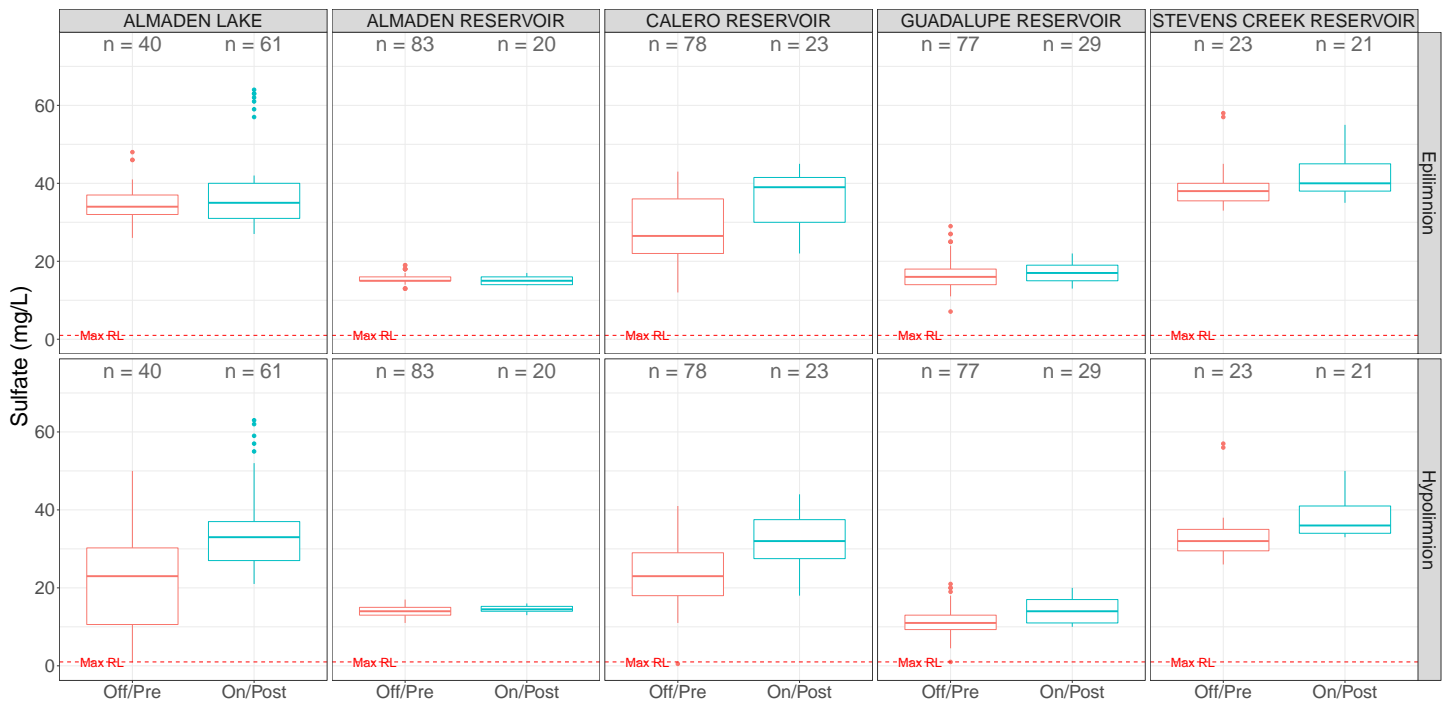 ALMADEN LAKE ALMADEN RESERVOIR CALERO RESERVOIR GUADALUPE RESERVOIR STEVENS CREEK RESERVOIR
n = 40 n = 61 n = 83 n = 20 n = 78 n = 23 n = 77 n = 29 n = 23 n = 21
60
40
20
0
Max RL Max RL Max RL Max RL Max RL
Epilimnion
Sulfate (mg/L)
n = 40 n = 61 n = 83 n = 20 n = 78 n = 23 n = 77 n = 29 n = 23 n = 21
60
40
20
0
Max RL Max RL Max RL Max RL Max RL
Hypolimnion
Off/Pre On/Post Off/Pre On/Post Off/Pre On/Post Off/Pre On/Post Off/Pre On/Post